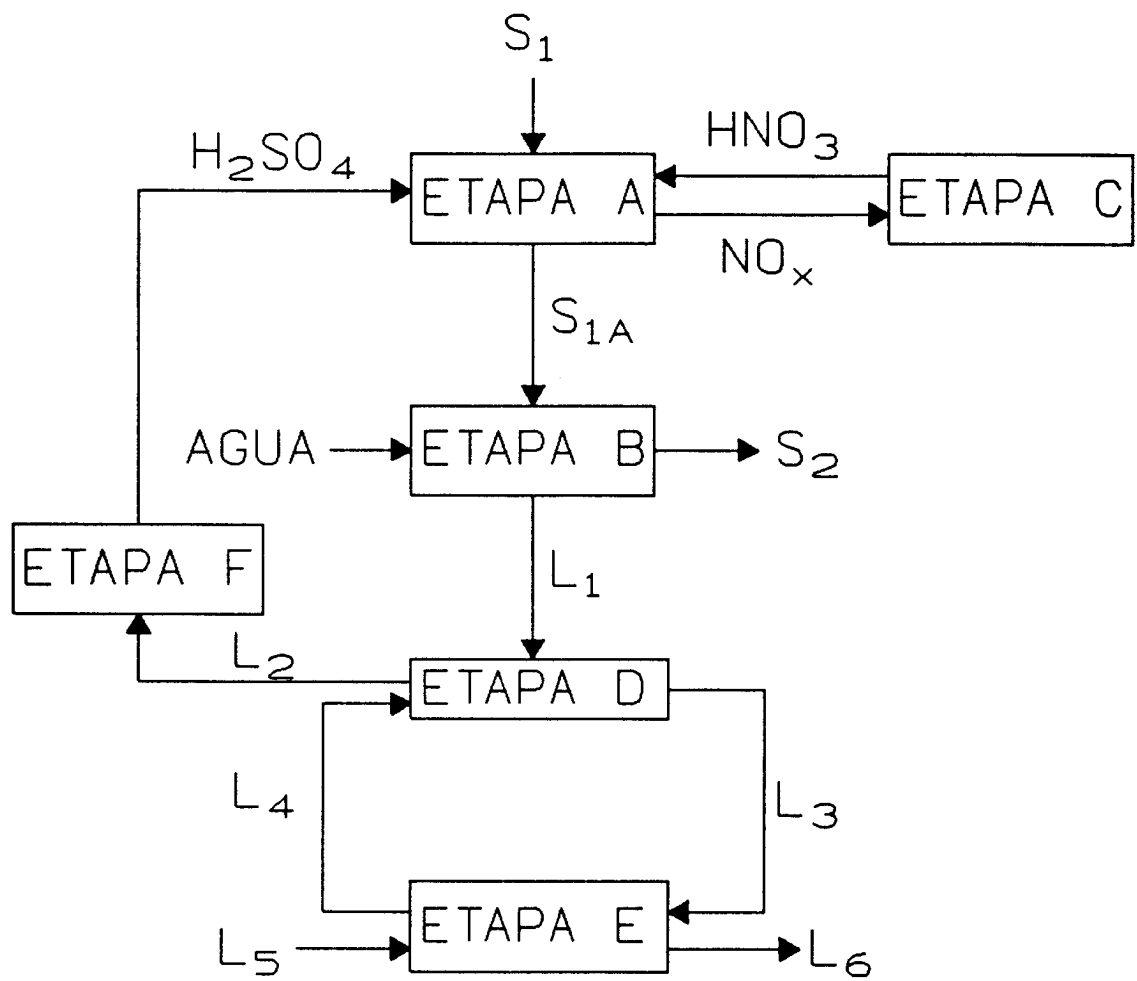 S1
H2SO4
HNO3
ETAPA A
ETAPA C
NOx
S1A
AGUA
ETAPA B
S2
ETAPA F
L1
L2
ETAPA D
L4
L3
ETAPA E
L5
L6